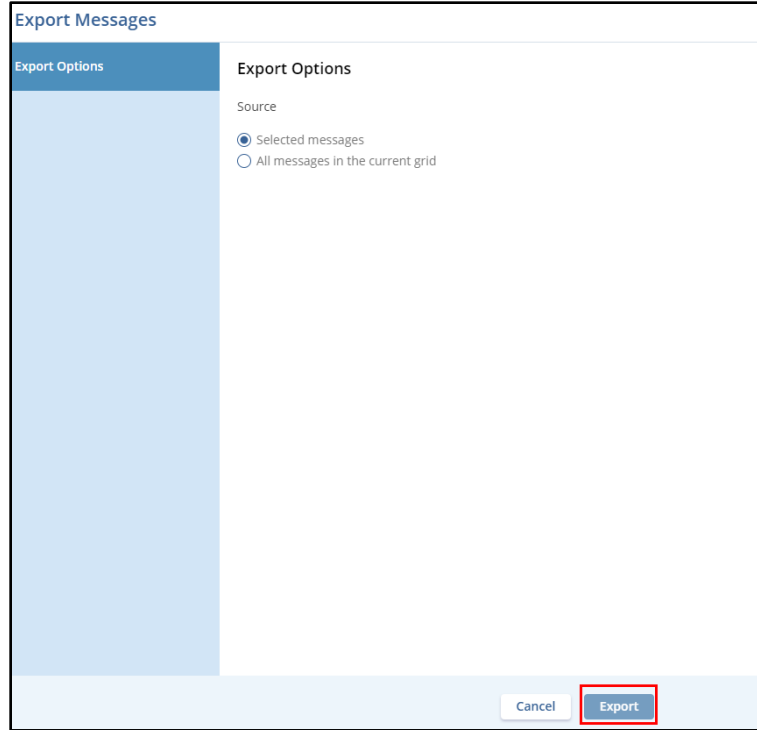 Export Messages
Export Options
Export Options
Source
Selected messages
All messages in the current grid
Cancel
Export